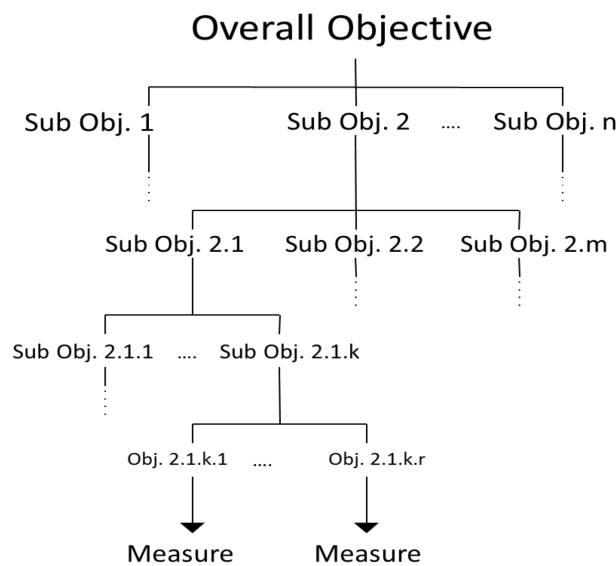 Overall Objective
Sub Obj. 1 Sub Obj. 2 .... Sub Obj. n
Sub Obj. 2.1 Sub Obj. 2.2 Sub Obj. 2.m
Sub Obj. 2.1.1 .... Sub Obj. 2.1.k
Obj. 2.1.k.1 .... Obj. 2.1.k.r
Measure Measure